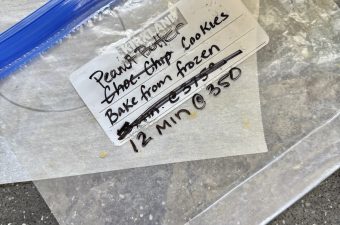 Peanut Butter
Choc Chip Cookies
Bake from frozen
12 min @ 350